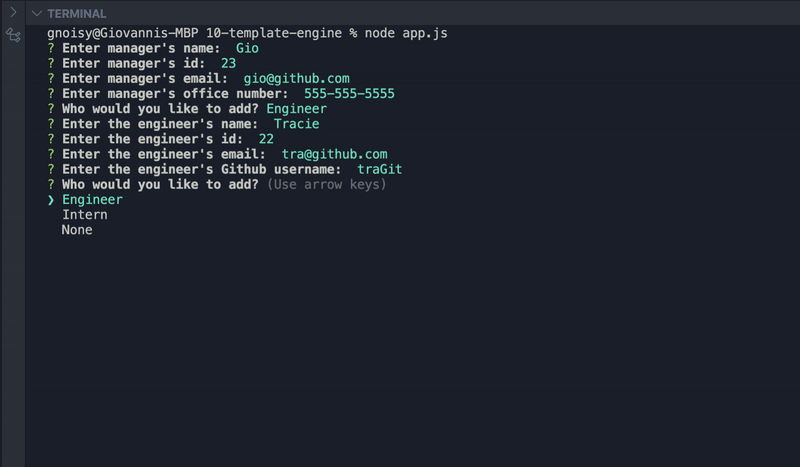 TERMINAL
gnoisy@Giovannis-MBP 10-template-engine % node app.js
? Enter manager's name:  Gio
? Enter manager's id:  23
? Enter manager's email:  gio@github.com
? Enter manager's office number:  555-555-5555
? Who would you like to add? Engineer
? Enter the engineer's name:  Tracie
? Enter the engineer's id:  22
? Enter the engineer's email:  tra@github.com
? Enter the engineer's Github username:  traGit
? Who would you like to add? (Use arrow keys)
❯ Engineer
  Intern
  None